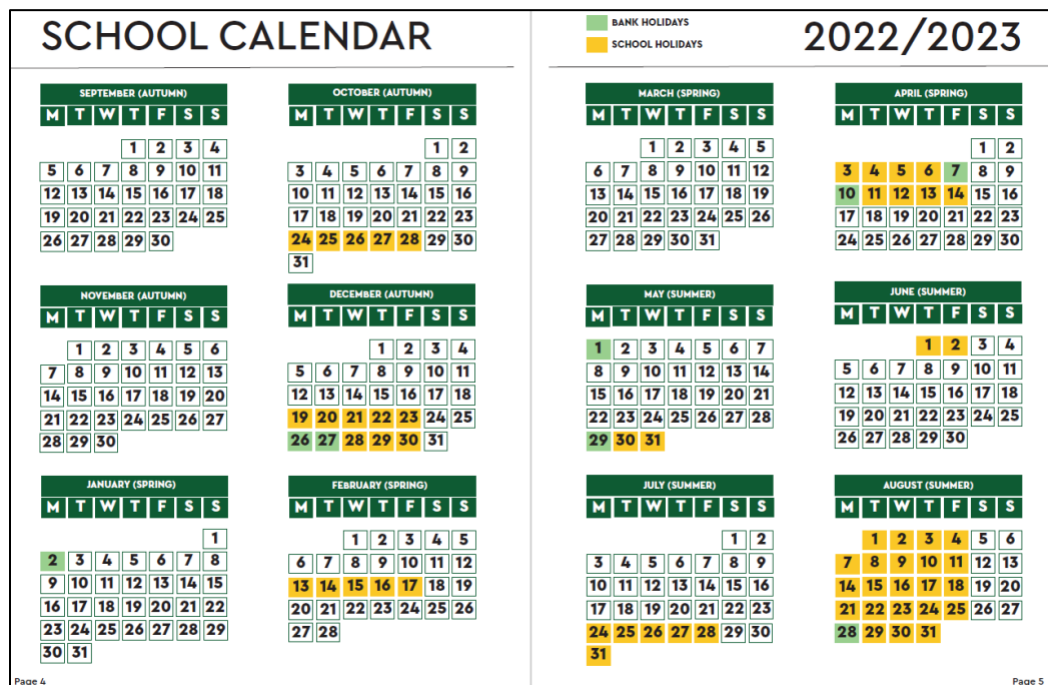 SCHOOL CALENDAR
BANK HOLIDAYS
SCHOOL HOLIDAYS
2022/2023
SEPTEMBER (AUTUMN)
M T W T F S S
1 2 3 4
5 6 7 8 9 10 11
12 13 14 15 16 17 18
19 20 21 22 23 24 25
26 27 28 29 30
OCTOBER (AUTUMN)
M T W T F S S
1 2
3 4 5 6 7 8 9
10 11 12 13 14 15 16
17 18 19 20 21 22 23
24 25 26 27 28 29 30
31
NOVEMBER (AUTUMN)
M T W T F S S
1 2 3 4 5 6
7 8 9 10 11 12 13
14 15 16 17 18 19 20
21 22 23 24 25 26 27
28 29 30
DECEMBER (AUTUMN)
M T W T F S S
1 2 3 4
5 6 7 8 9 10 11
12 13 14 15 16 17 18
19 20 21 22 23 24 25
26 27 28 29 30 31
JANUARY (SPRING)
M T W T F S S
1
2 3 4 5 6 7 8
9 10 11 12 13 14 15
16 17 18 19 20 21 22
23 24 25 26 27 28 29
30 31
FEBRUARY (SPRING)
M T W T F S S
1 2 3 4 5
6 7 8 9 10 11 12
13 14 15 16 17 18 19
20 21 22 23 24 25 26
27 28
Page 4
MARCH (SPRING)
M T W T F S S
1 2 3 4 5
6 7 8 9 10 11 12
13 14 15 16 17 18 19
20 21 22 23 24 25 26
27 28 29 30 31
APRIL (SPRING)
M T W T F S S
1 2
3 4 5 6 7 8 9
10 11 12 13 14 15 16
17 18 19 20 21 22 23
24 25 26 27 28 29 30
MAY (SUMMER)
M T W T F S S
1 2 3 4 5 6 7
8 9 10 11 12 13 14
15 16 17 18 19 20 21
22 23 24 25 26 27 28
29 30 31
JUNE (SUMMER)
M T W T F S S
1 2 3 4
5 6 7 8 9 10 11
12 13 14 15 16 17 18
19 20 21 22 23 24 25
26 27 28 29 30
JULY (SUMMER)
M T W T F S S
1 2
3 4 5 6 7 8 9
10 11 12 13 14 15 16
17 18 19 20 21 22 23
24 25 26 27 28 29 30
31
AUGUST (SUMMER)
M T W T F S S
1 2 3 4 5 6
7 8 9 10 11 12 13
14 15 16 17 18 19 20
21 22 23 24 25 26 27
28 29 30 31
Page 5